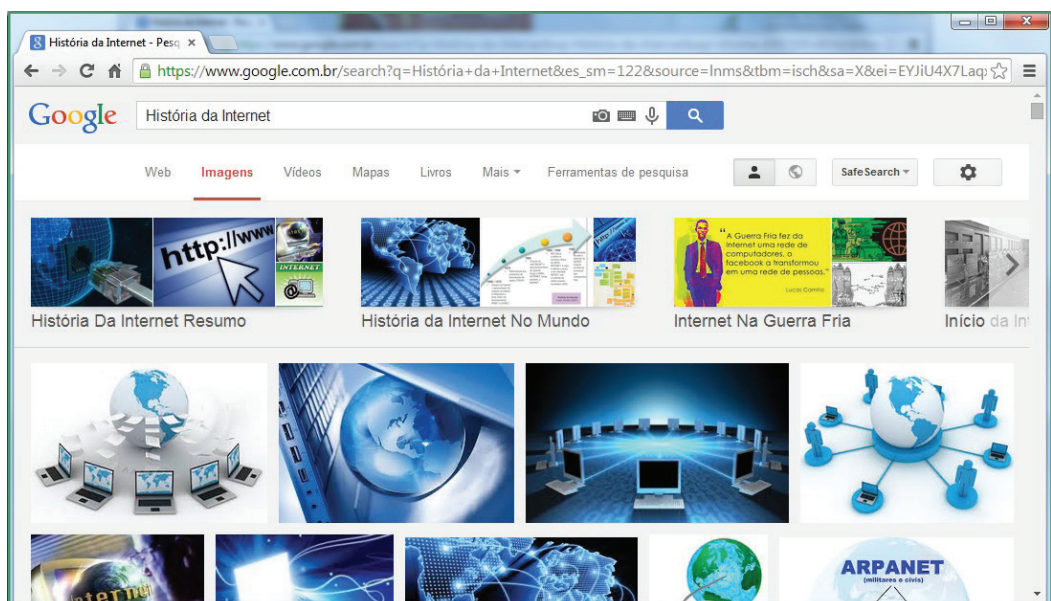 História da Internet - Pesq
https://www.google.com.br/search?q=História+da+Internet&es_sm=122&source=lnms&tbm=isch&sa=X&ei=EYJiU4X7Laq
Google
História da Internet
Web Imagens Vídeos Mapas Livros Mais Ferramentas de pesquisa SafeSearch
http://www
INTERNET
"A Guerra Fria fez da
Internet uma rede de
computadores, o
facebook a transformou
em uma rede de pessoas."
Lucas Camilo
História Da Internet Resumo
História da Internet No Mundo
Internet Na Guerra Fria
Início da In
ARPANET
(militares e civis)